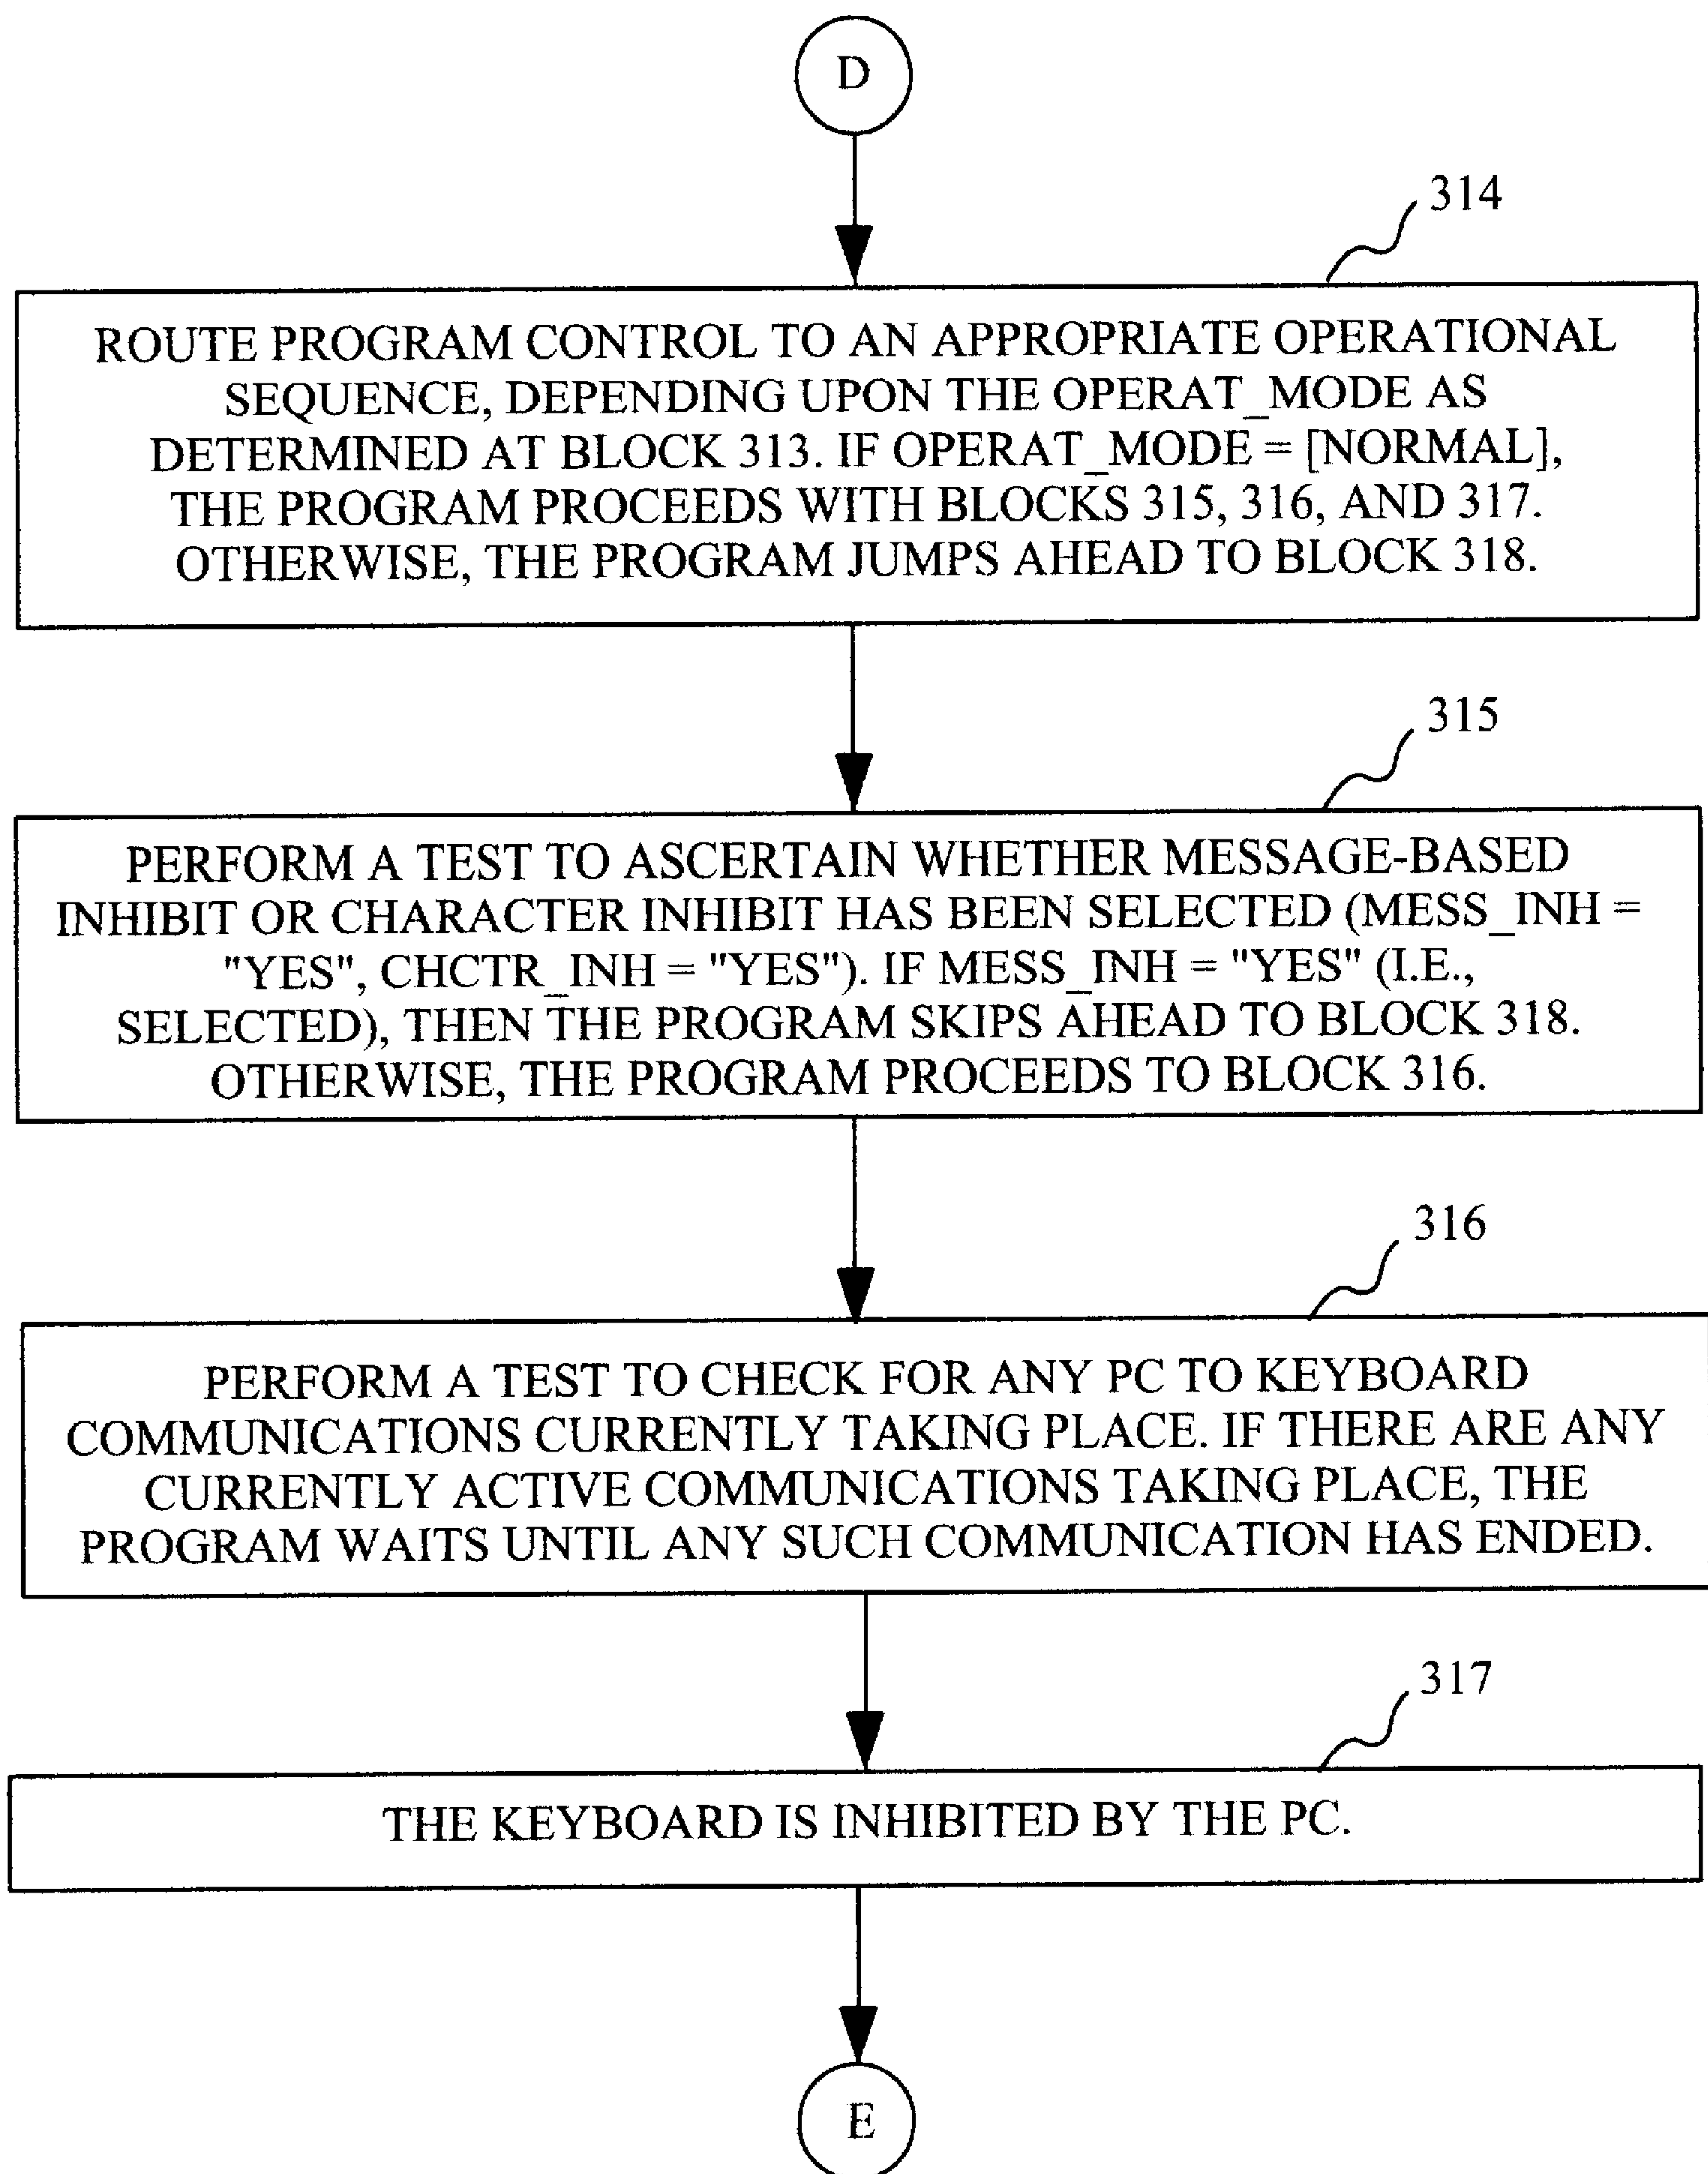 D
314
ROUTE PROGRAM CONTROL TO AN APPROPRIATE OPERATIONAL
SEQUENCE, DEPENDING UPON THE OPERAT_MODE AS
DETERMINED AT BLOCK 313. IF OPERAT_MODE = [NORMAL],
THE PROGRAM PROCEEDS WITH BLOCKS 315, 316, AND 317.
OTHERWISE, THE PROGRAM JUMPS AHEAD TO BLOCK 318.
315
PERFORM A TEST TO ASCERTAIN WHETHER MESSAGE-BASED
INHIBIT OR CHARACTER INHIBIT HAS BEEN SELECTED (MESS_INH =
"YES", CHCTR_INH = "YES"). IF MESS_INH = "YES" (I.E.,
SELECTED), THEN THE PROGRAM SKIPS AHEAD TO BLOCK 318.
OTHERWISE, THE PROGRAM PROCEEDS TO BLOCK 316.
316
PERFORM A TEST TO CHECK FOR ANY PC TO KEYBOARD
COMMUNICATIONS CURRENTLY TAKING PLACE. IF THERE ARE ANY
CURRENTLY ACTIVE COMMUNICATIONS TAKING PLACE, THE
PROGRAM WAITS UNTIL ANY SUCH COMMUNICATION HAS ENDED.
317
THE KEYBOARD IS INHIBITED BY THE PC.
E